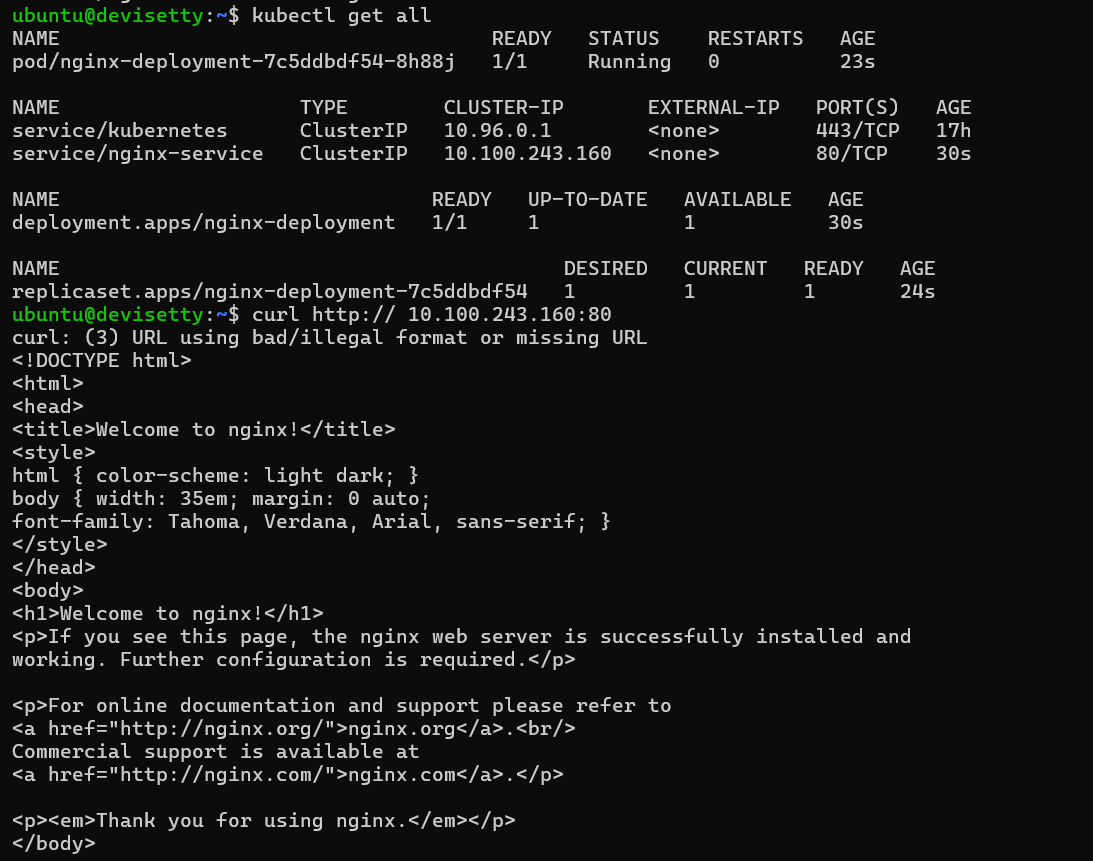 ubuntu@devisetty:~$ kubectl get all
NAME                                    READY   STATUS    RESTARTS   AGE
pod/nginx-deployment-7c5ddbdf54-8h88j   1/1     Running   0          23s
NAME                    TYPE        CLUSTER-IP       EXTERNAL-IP   PORT(S)   AGE
service/kubernetes      ClusterIP   10.96.0.1        <none>        443/TCP   17h
service/nginx-service   ClusterIP   10.100.243.160   <none>        80/TCP    30s
NAME                               READY   UP-TO-DATE   AVAILABLE   AGE
deployment.apps/nginx-deployment   1/1     1            1           30s
NAME                                          DESIRED   CURRENT   READY   AGE
replicaset.apps/nginx-deployment-7c5ddbdf54   1         1         1       24s
ubuntu@devisetty:~$ curl http:// 10.100.243.160:80
curl: (3) URL using bad/illegal format or missing URL
<!DOCTYPE html>
<html>
<head>
<title>Welcome to nginx!</title>
<style>
html { color-scheme: light dark; }
body { width: 35em; margin: 0 auto;
font-family: Tahoma, Verdana, Arial, sans-serif; }
</style>
</head>
<body>
<h1>Welcome to nginx!</h1>
<p>If you see this page, the nginx web server is successfully installed and
working. Further configuration is required.</p>
<p>For online documentation and support please refer to
<a href="http://nginx.org/">nginx.org</a>.<br/>
Commercial support is available at
<a href="http://nginx.com/">nginx.com</a>.</p>
<p><em>Thank you for using nginx.</em></p>
</body>